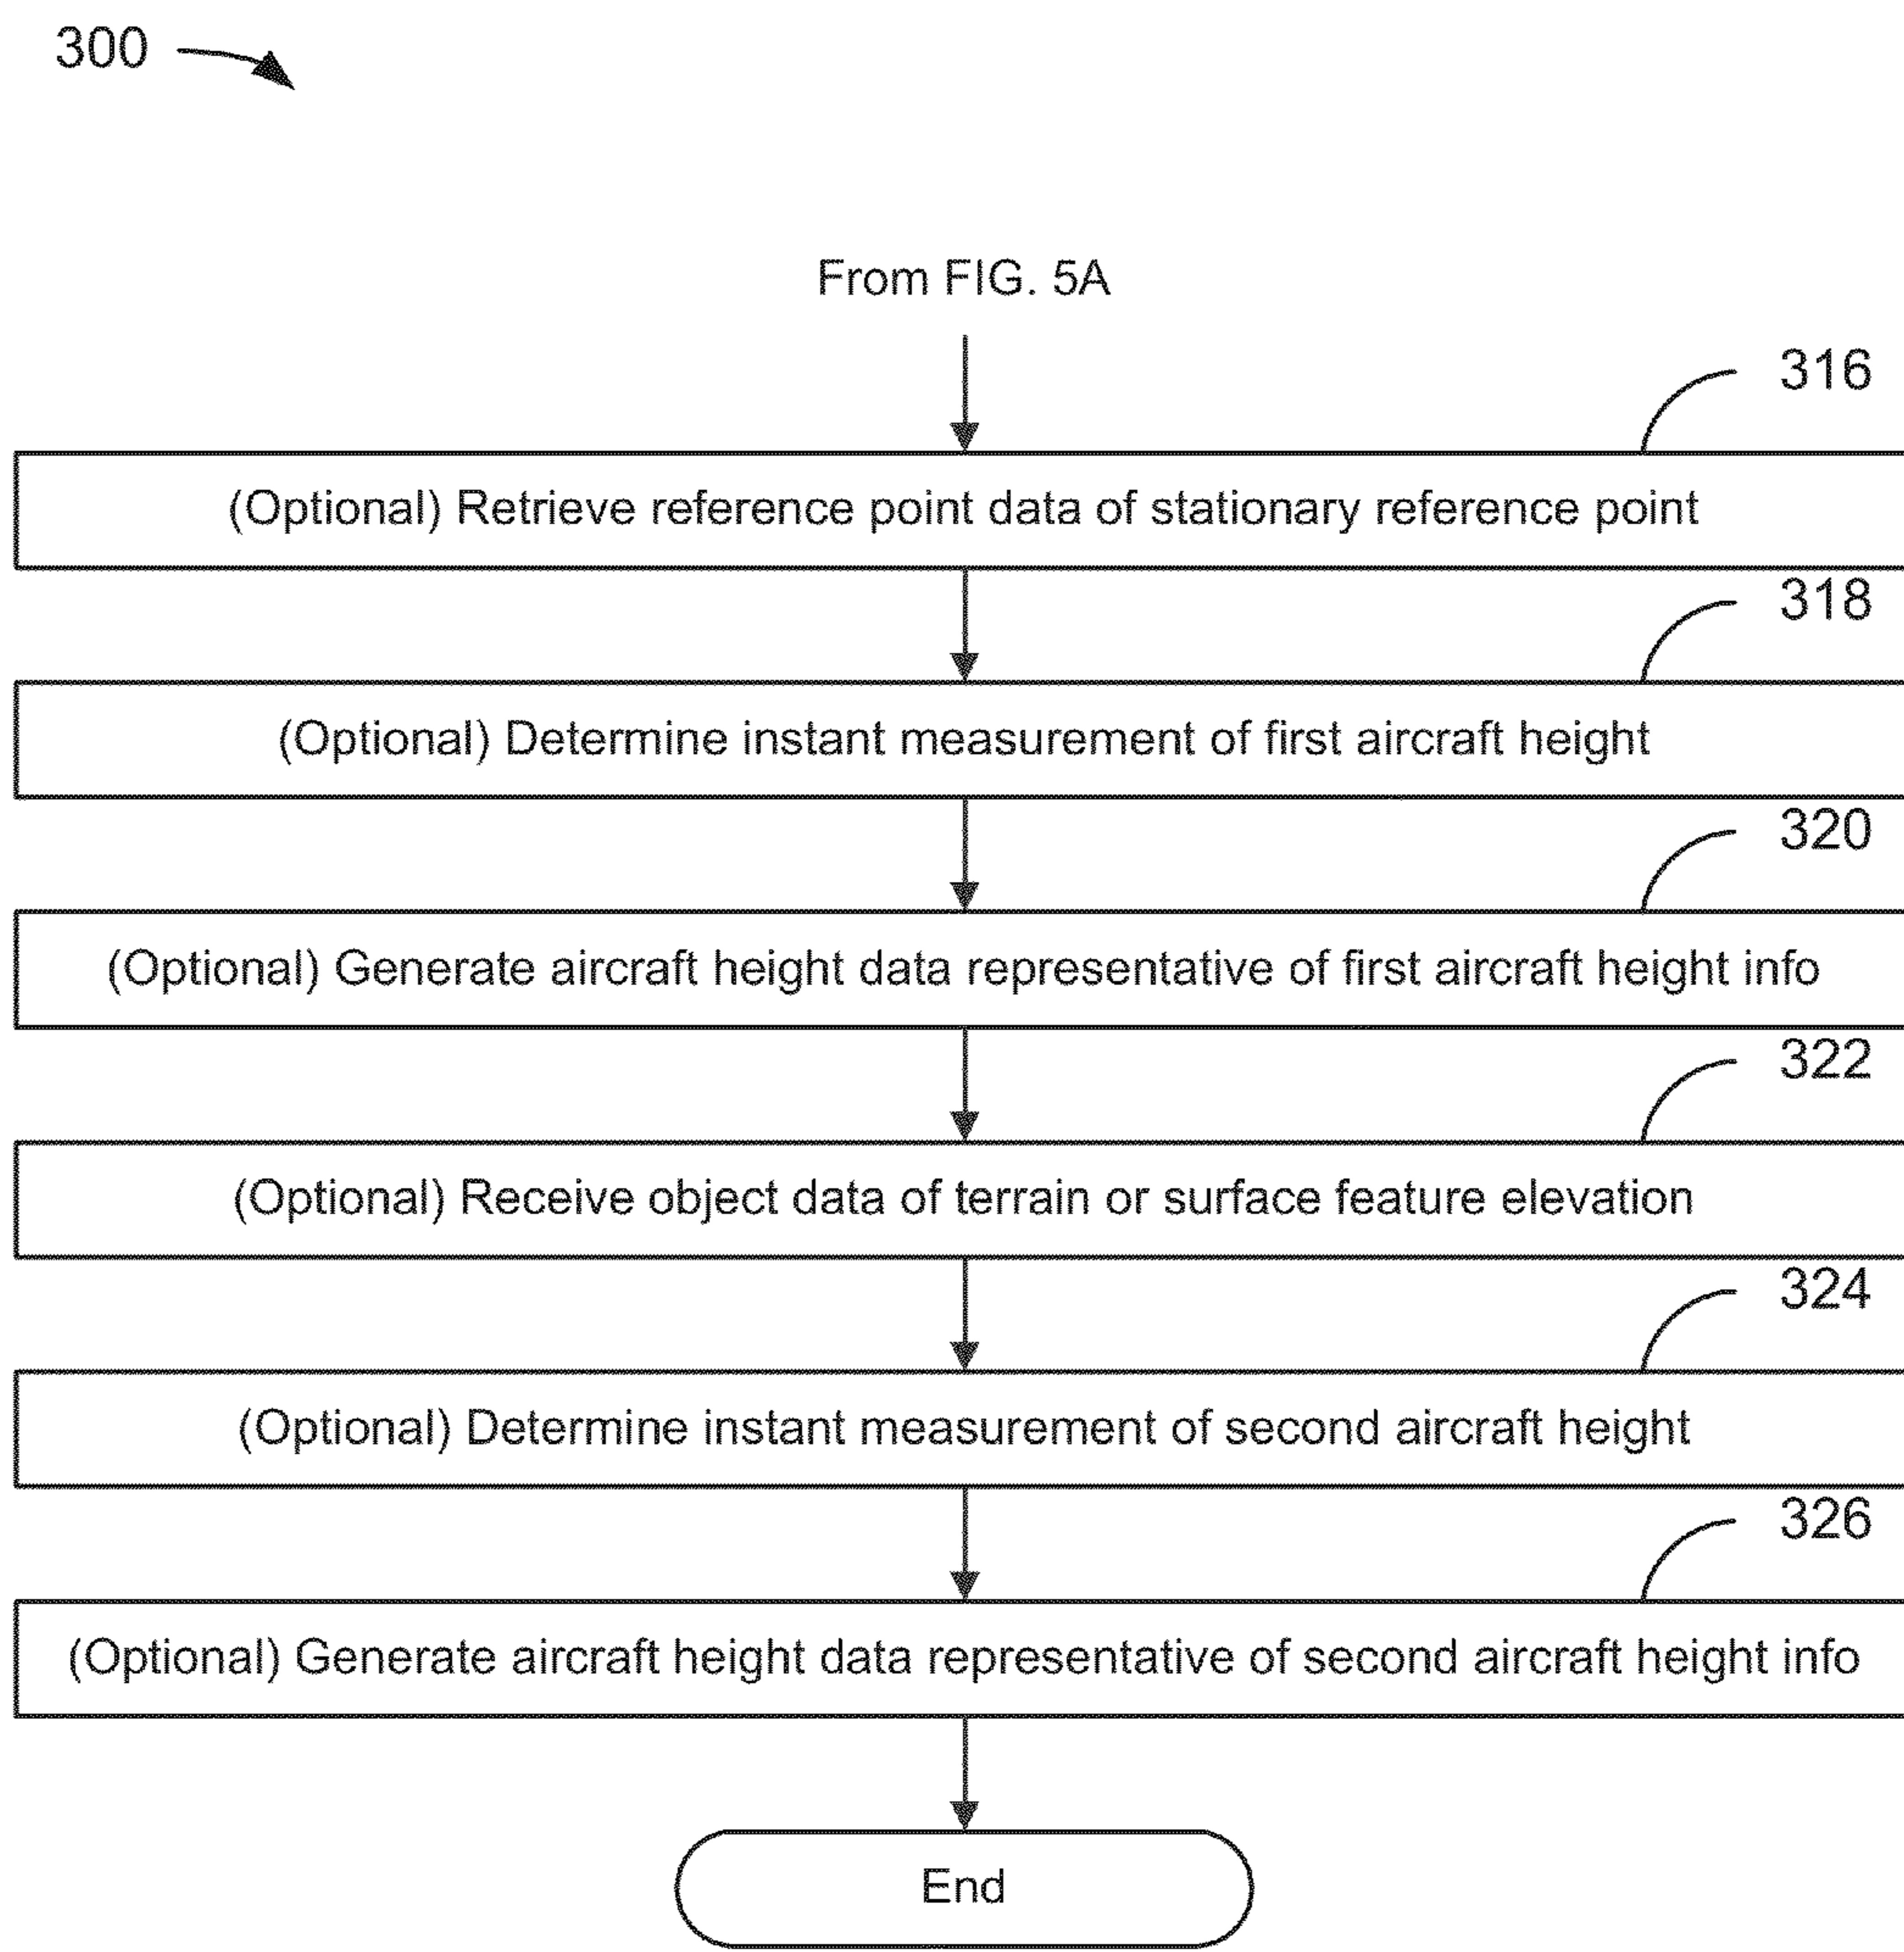 300
From FIG. 5A
316
(Optional) Retrieve reference point data of stationary reference point
318
(Optional) Determine instant measurement of first aircraft height
320
(Optional) Generate aircraft height data representative of first aircraft height info
322
(Optional) Receive object data of terrain or surface feature elevation
324
(Optional) Determine instant measurement of second aircraft height
326
(Optional) Generate aircraft height data representative of second aircraft height info
End